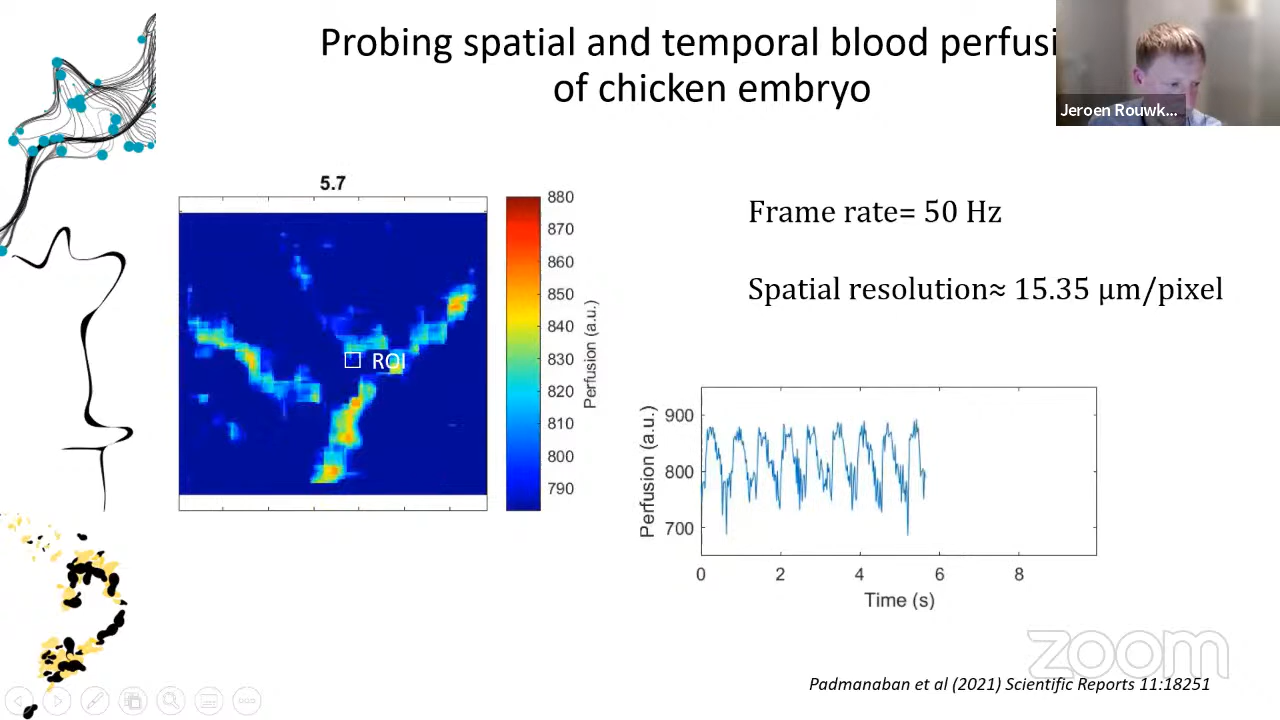 Probing spatial and temporal blood perfusi
of chicken embryo
Jeroen Rouwk...
5.7
880
870
860
850
840
830
820
810
800
790
Perfusion (a.u.)
ROI
Frame rate= 50 Hz
Spatial resolution≈ 15.35 μm/pixel
900
800
700
Perfusion (a.u.)
0 2 4 6 8
Time (s)
zoom
Padmanaban et al (2021) Scientific Reports 11:18251